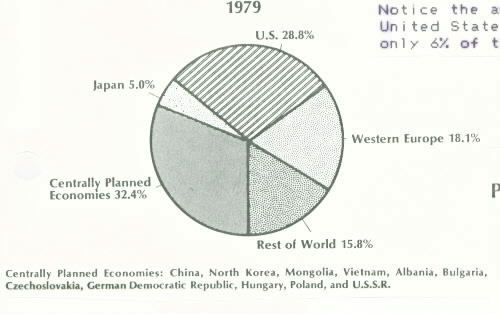 1979
Notice the a
United State
only 6% of t
U.S. 28.8%
Japan 5.0%
Western Europe 18.1%
Centrally Planned
Economies 32.4%
P
Rest of World 15.8%
Centrally Planned Economies: China, North Korea, Mongolia, Vietnam, Albania, Bulgaria,
Czechoslovakia, German Democratic Republic, Hungary, Poland, and U.S.S.R.